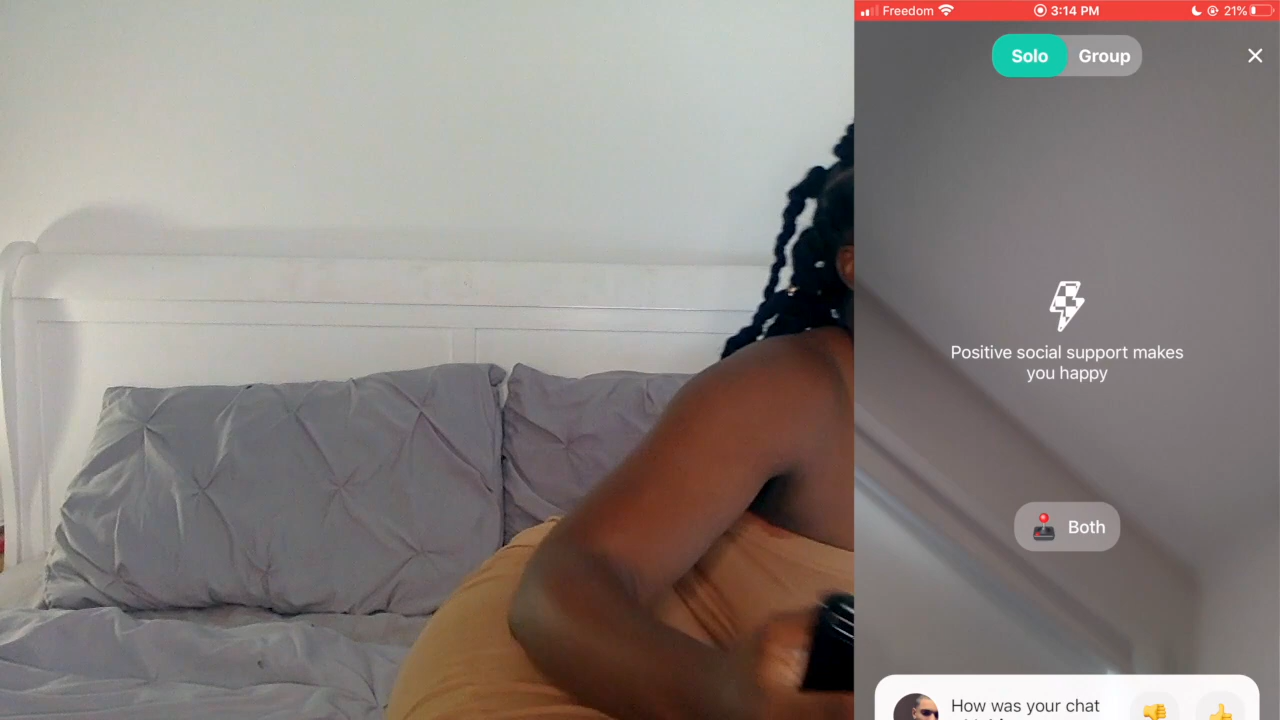 Freedom
3:14 PM
21%
Solo
Group
Positive social support makes
you happy
Both
How was your chat